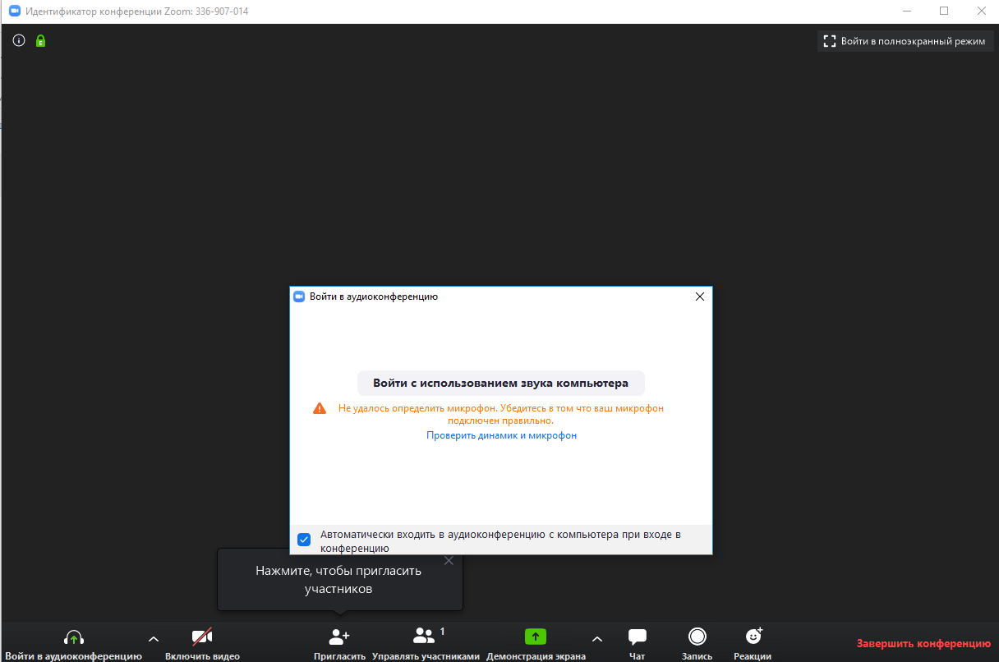 Идентификатор конференции Zoom: 336-907-014
E
Войти в полноэкранный режим
Войти в аудиоконференцию
Войти с использованием звука компьютера
Не удалось определить микрофон. Убедитесь в том что ваш микрофон
подключен правильно.
Проверить динамик и микрофон
Автоматически входить в аудиоконференцию с компьютера при входе в
конференцию
Нажмите, чтобы пригласить
участников
1
Войти в аудиоконференцию
Включить видео
Пригласить
Управлять участниками
Демонстрация экрана
Чат
Запись
Реакции
Завершить конференцию